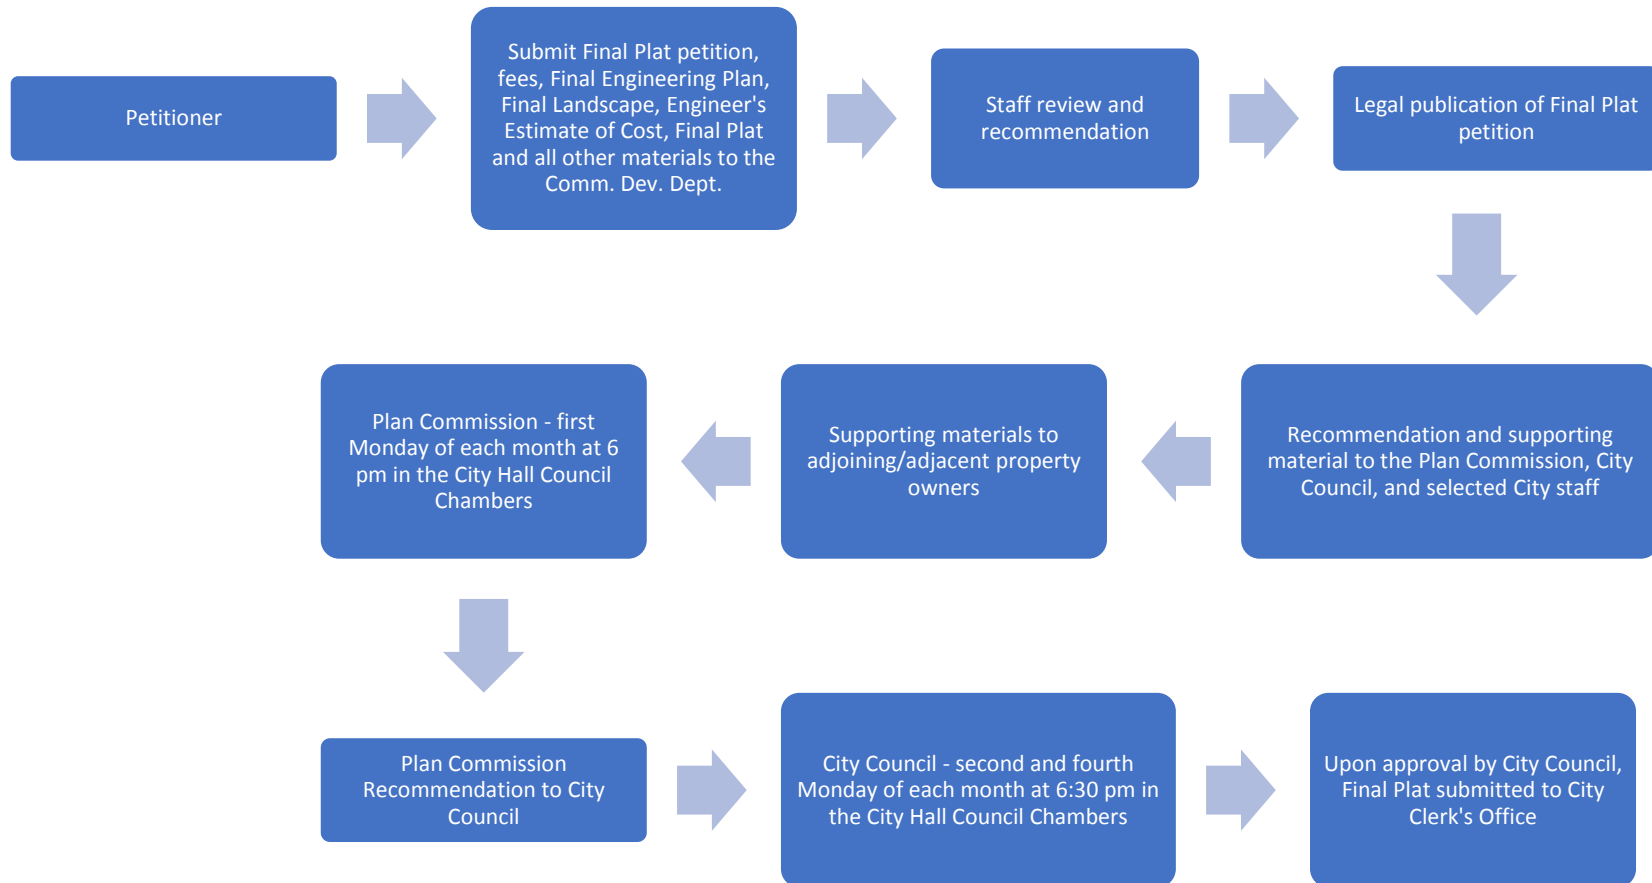 Petitioner
Submit Final Plat petition,
fees, Final Engineering Plan,
Final Landscape, Engineer's
Estimate of Cost, Final Plat
and all other materials to the
Comm. Dev. Dept.
Staff review and
recommendation
Legal publication of Final Plat
petition
Recommendation and supporting
material to the Plan Commission, City
Council, and selected City staff
Supporting materials to
adjoining/adjacent property
owners
Plan Commission - first
Monday of each month at 6
pm in the City Hall Council
Chambers
Plan Commission
Recommendation to City
Council
City Council - second and fourth
Monday of each month at 6:30 pm in
the City Hall Council Chambers
Upon approval by City Council,
Final Plat submitted to City
Clerk's Office